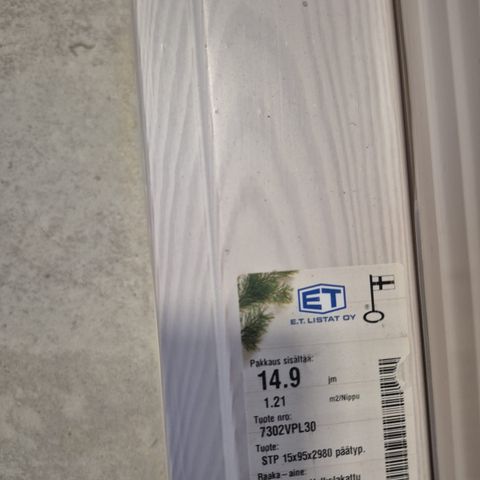 ET
E.T. LISTAT OY
Pakkaus sisältää:
14.9 jm
1.21 m2/Nippu
Tuote nro:
7302VPL30
Tuote:
STP 15x95x2980 päätyp.
Raaka-aine: